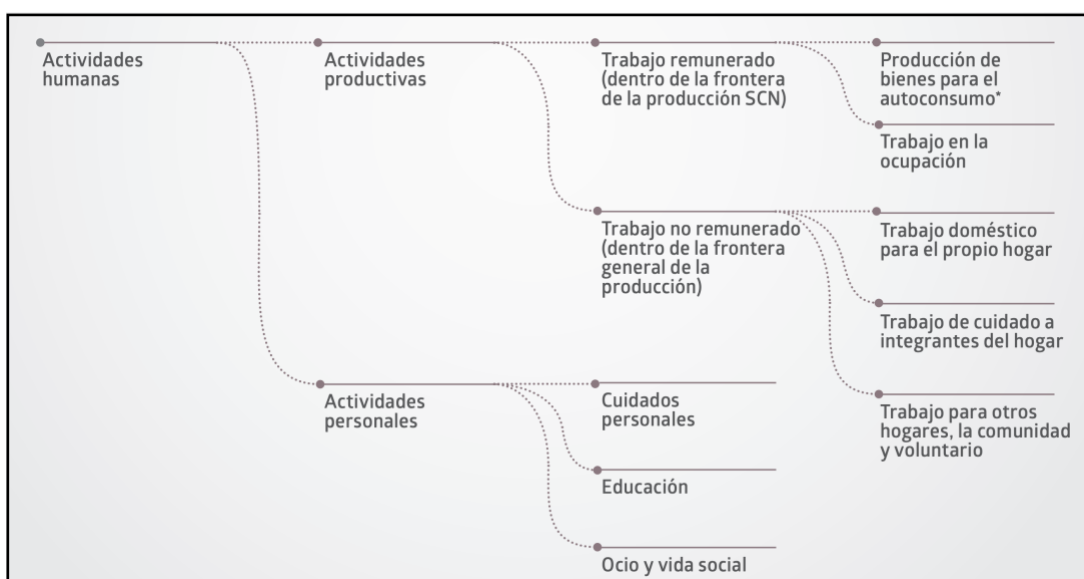 Actividades
humanas
Actividades
productivas
Trabajo remunerado
(dentro de la frontera
de la producción SCN)
Producción de
bienes para el
autoconsumo*
Trabajo en la
ocupación
Trabajo no remunerado
(dentro de la frontera
general de la
producción)
Trabajo doméstico
para el propio hogar
Trabajo de cuidado a
integrantes del hogar
Trabajo para otros
hogares, la comunidad
y voluntario
Actividades
personales
Cuidados
personales
Educación
Ocio y vida social